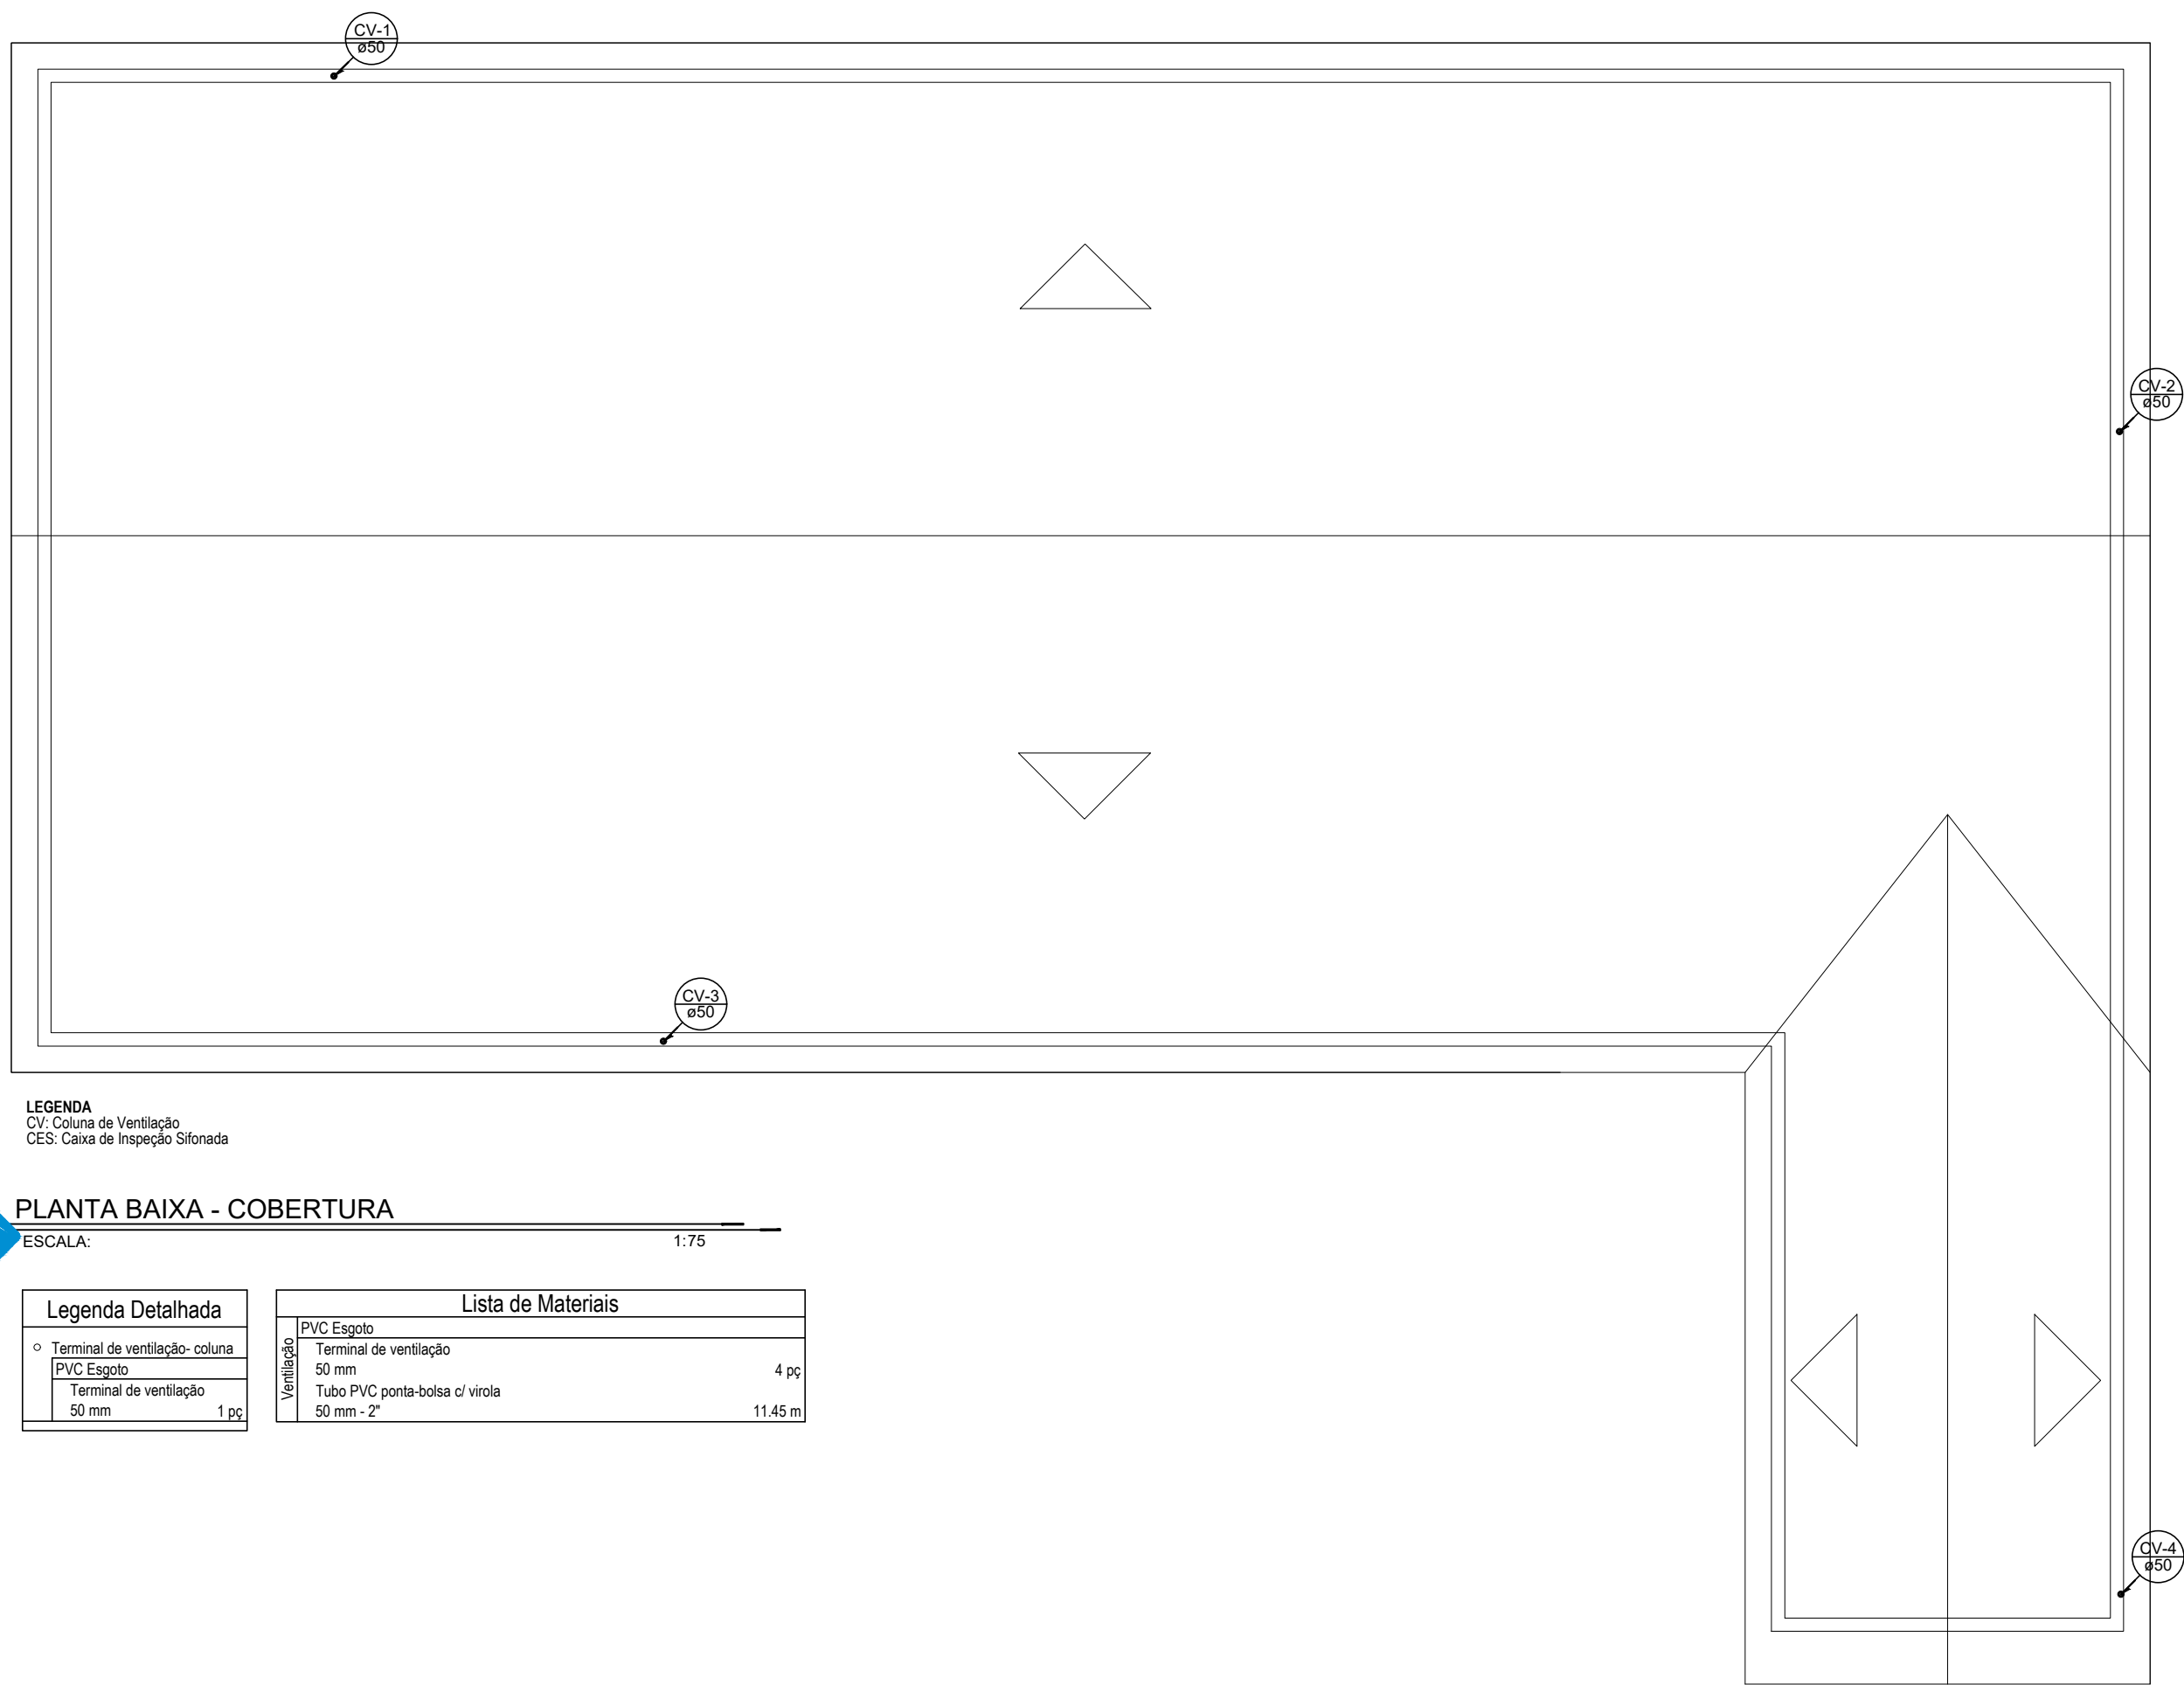 CV-1
ø50
CV-2
ø50
CV-3
ø50
LEGENDA
CV: Coluna de Ventilação
CES: Caixa de Inspeção Sifonada
PLANTA BAIXA - COBERTURA
ESCALA: 1:75
Legenda Detalhada
Terminal de ventilação- coluna
PVC Esgoto
Terminal de ventilação
50 mm 1 pç
Lista de Materiais
Ventilação
PVC Esgoto
Terminal de ventilação
50 mm 4 pç
Tubo PVC ponta-bolsa c/ virola
50 mm - 2" 11.45 m
CV-4
ø50